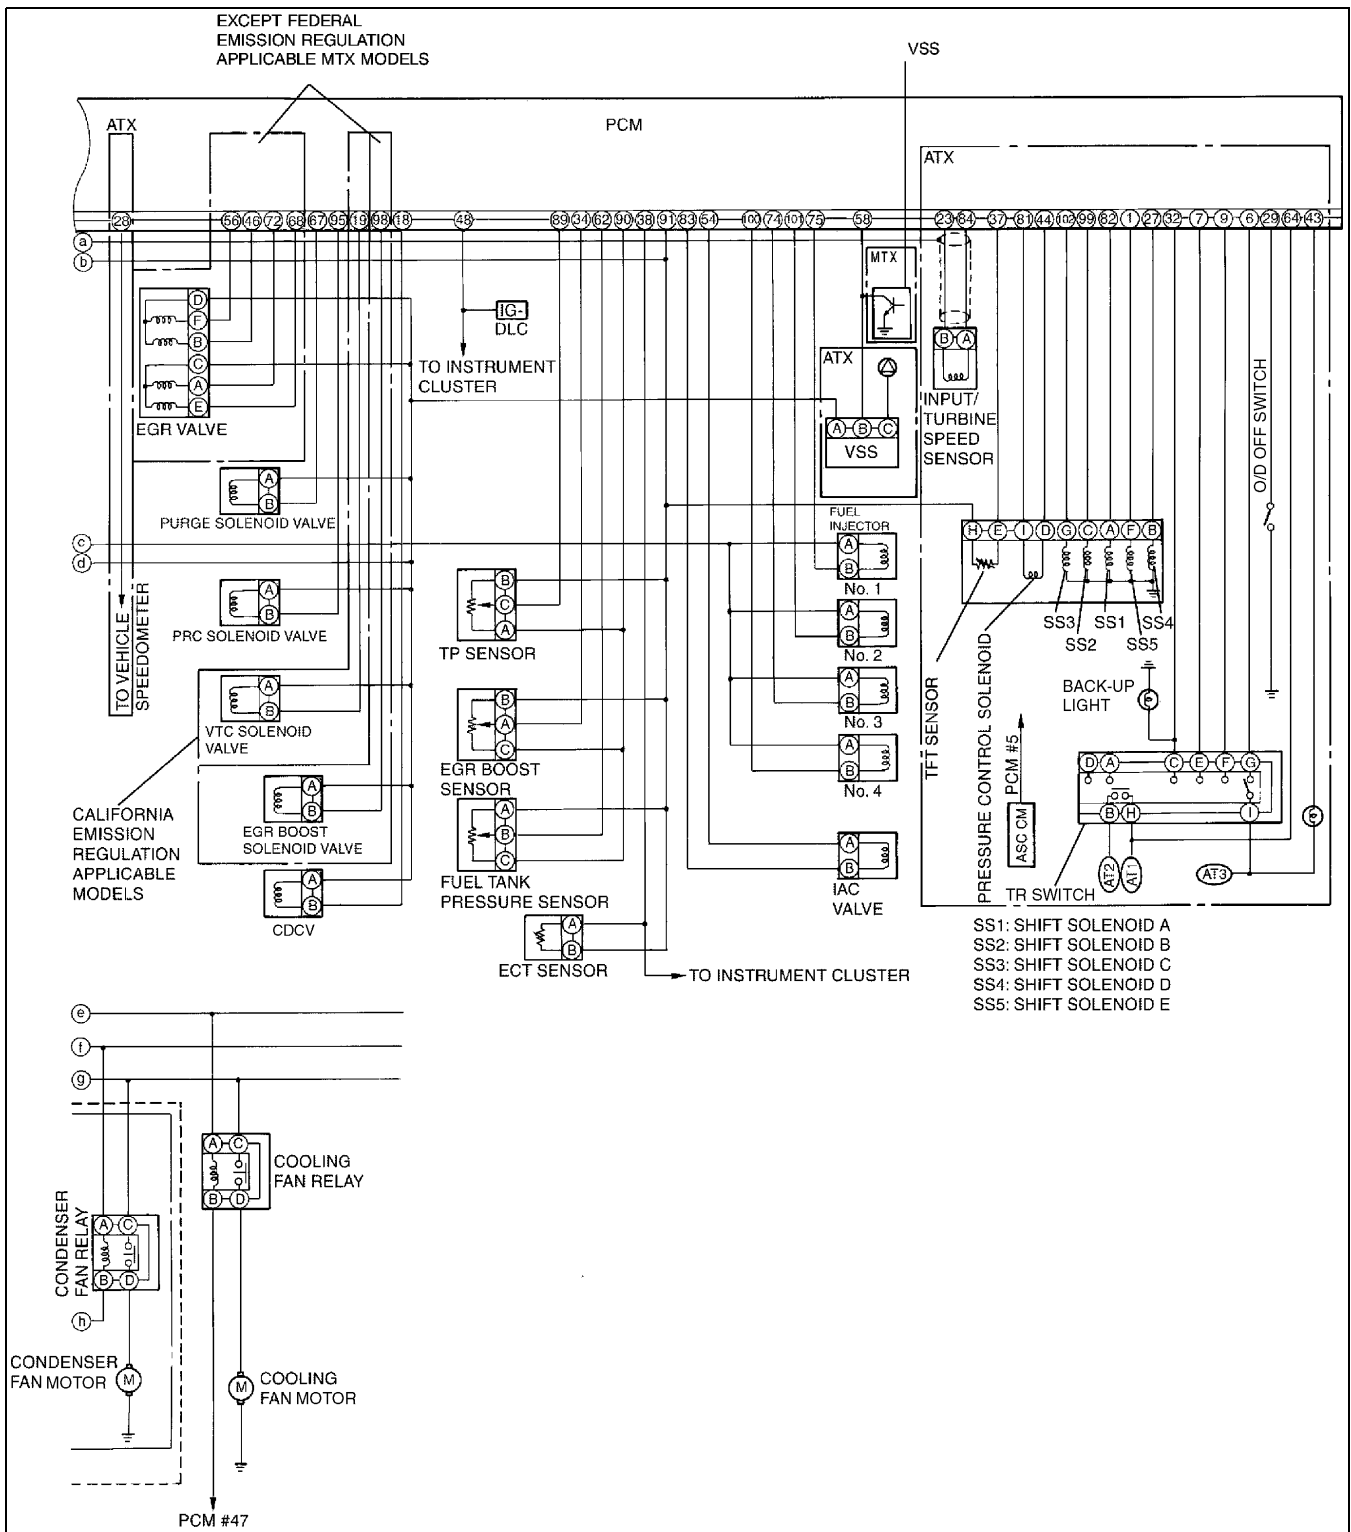 EXCEPT FEDERAL
EMISSION REGULATION
APPLICABLE MTX MODELS
VSS
ATX
PCM
ATX
28 56 46 72 68 67 95 19 98 18 48 89 34 62 90 38 91 83 54 100 74 101 75 58 23 84 37 81 44 102 99 82 1 27 32 7 9 6 29 64 43
a
b
MTX
D
F
B
C
A
E
EGR VALVE
IG-
DLC
TO INSTRUMENT
CLUSTER
ATX
A B C
VSS
B A
INPUT/
TURBINE
SPEED
SENSOR
O/D OFF SWITCH
A
B
PURGE SOLENOID VALVE
c
d
FUEL
INJECTOR
A
B
No. 1
H E I D G C A F B
A
B
PRC SOLENOID VALVE
B
C
A
TP SENSOR
A
B
No. 2
SS3 SS1 SS4
SS2 SS5
TO VEHICLE
SPEEDOMETER
A
B
VTC SOLENOID
VALVE
B
A
C
EGR BOOST
SENSOR
A
B
No. 3
TFT SENSOR
PRESSURE CONTROL SOLENOID
BACK-UP
LIGHT
PCM #5
ASC CM
A
B
No. 4
D A C E F G
B H I
AT2 AT1 AT3
TR SWITCH
CALIFORNIA
EMISSION
REGULATION
APPLICABLE
MODELS
A
B
EGR BOOST
SOLENOID VALVE
A
B
C
FUEL TANK
PRESSURE SENSOR
A
B
IAC
VALVE
A
B
CDCV
A
B
ECT SENSOR
TO INSTRUMENT CLUSTER
SS1: SHIFT SOLENOID A
SS2: SHIFT SOLENOID B
SS3: SHIFT SOLENOID C
SS4: SHIFT SOLENOID D
SS5: SHIFT SOLENOID E
e
f
g
A C
B D
COOLING
FAN RELAY
CONDENSER
FAN RELAY
A C
B D
h
CONDENSER
FAN MOTOR
M
M
COOLING
FAN MOTOR
PCM #47